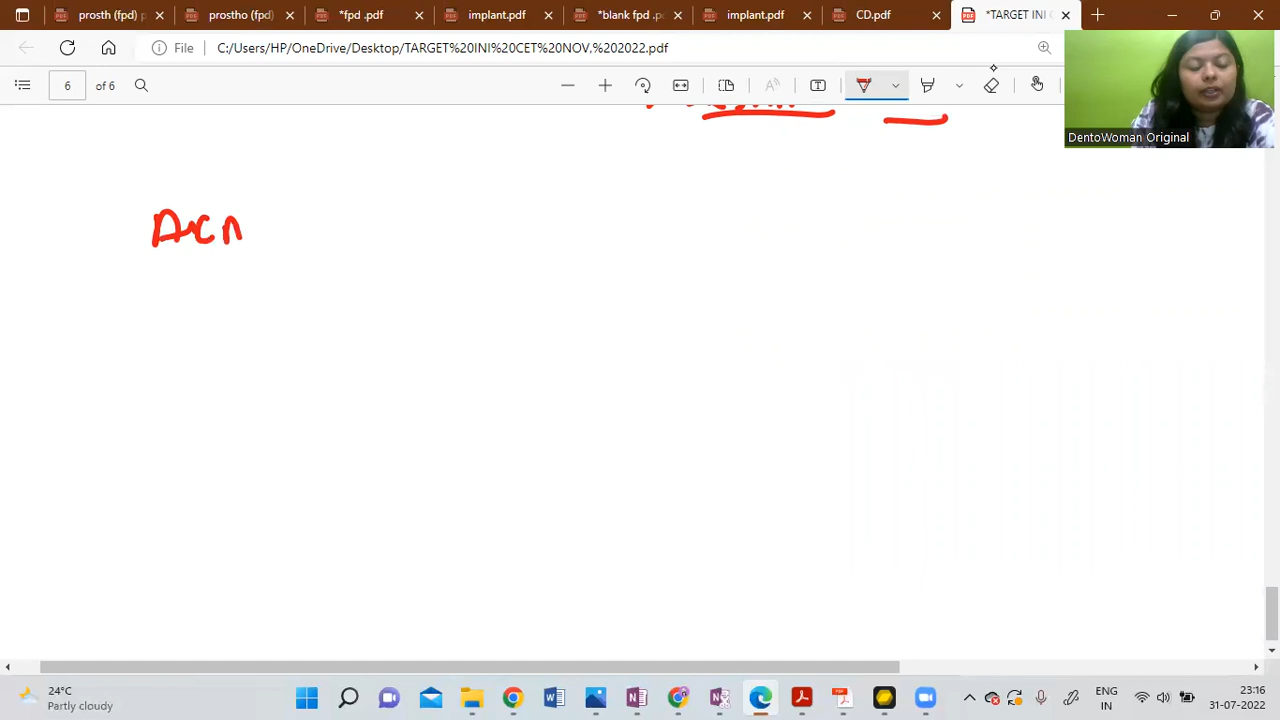 prosth (fpd
prostho (fpd
*fpd .pdf
implant.pdf
*blank fpd .p
implant.pdf
CD.pdf
*TARGET INI C
File
C:/Users/HP/OneDrive/Desktop/TARGET%20INI%20CET%20NOV,%202022.pdf
6 of 6
DentoWoman Original
24°C
Partly cloudy
ENG
IN
23:16
31-07-2022